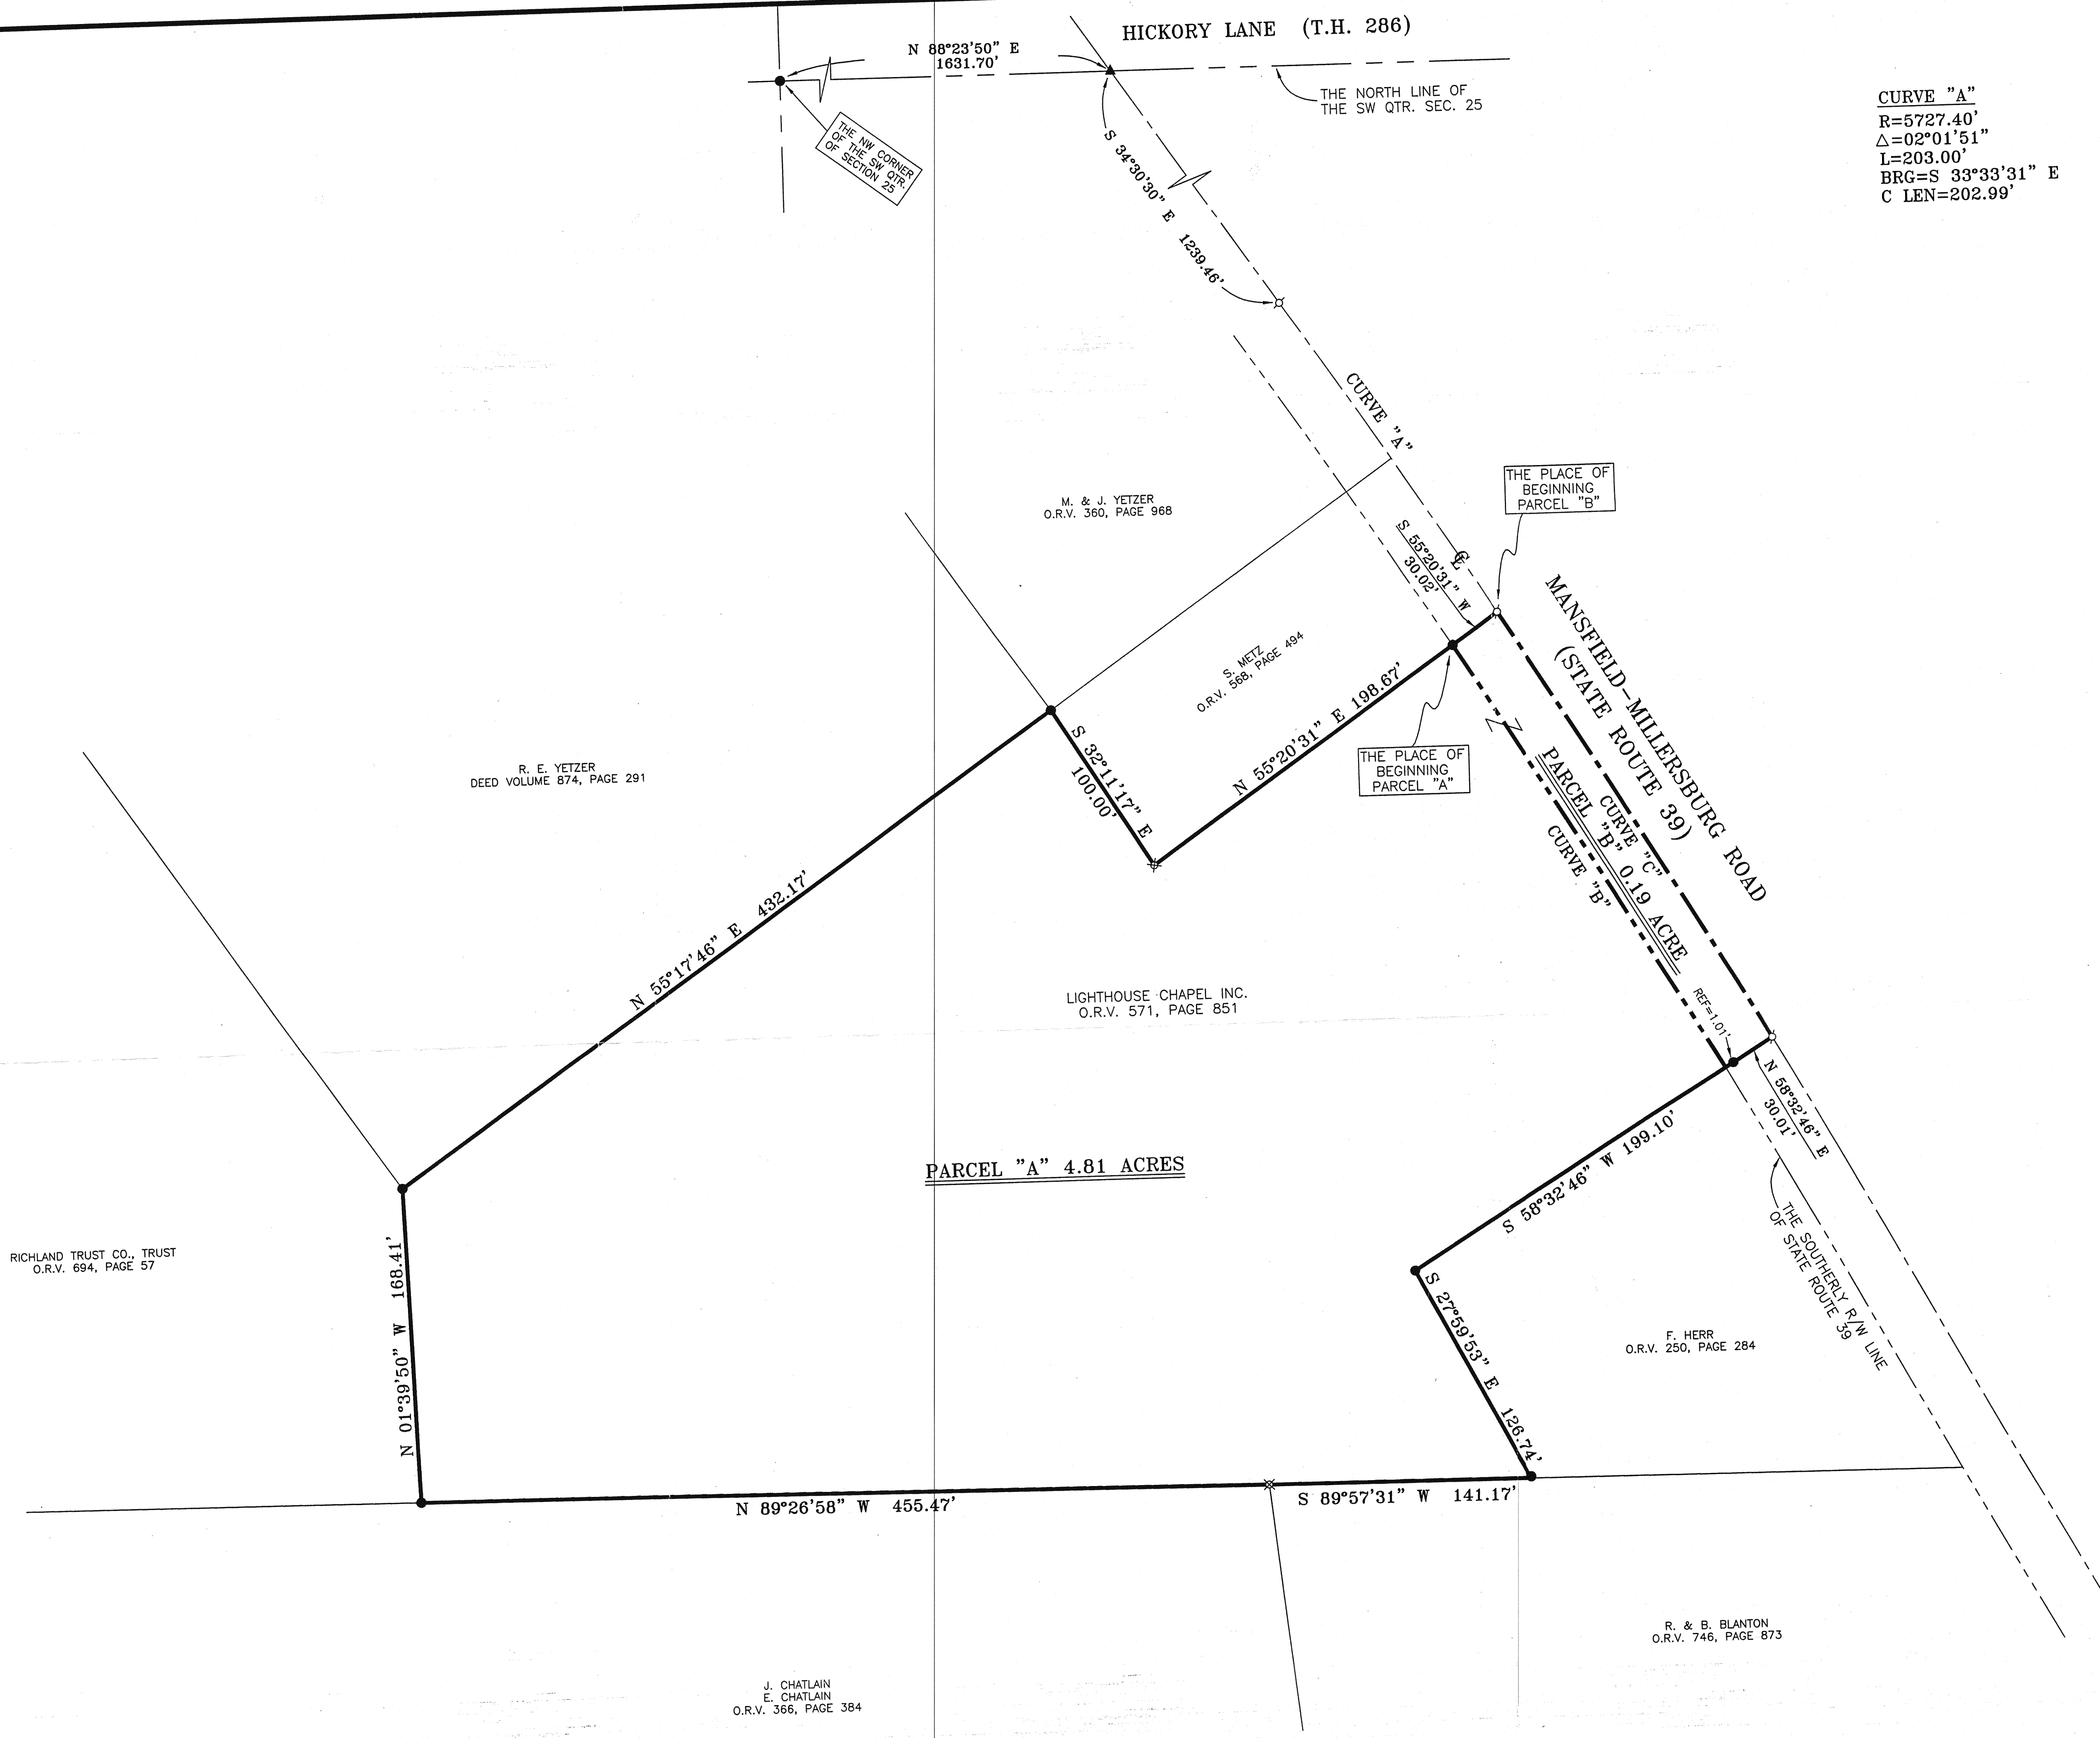 HICKORY LANE (T.H. 286)
N 88°23'50" E
1631.70'
THE NORTH LINE OF
THE SW QTR. SEC. 25
THE NW CORNER
OF THE SW QTR.
OF SECTION 25
CURVE "A"
R=5727.40'
△=02°01'51"
L=203.00'
BRG=S 33°33'31" E
C LEN=202.99'
S 34°30'30" E 1239.46'
CURVE "A"
THE PLACE OF
BEGINNING
PARCEL "B"
M. & J. YETZER
O.R.V. 360, PAGE 968
S 55°20'31" W
30.02'
℄
MANSFIELD-MILLERSBURG ROAD
(STATE ROUTE 39)
S. METZ
O.R.V. 568, PAGE 494
N 55°20'31" E 198.67'
S 32°11'17" E
100.00'
THE PLACE OF
BEGINNING
PARCEL "A"
CURVE "C"
PARCEL "B" 0.19 ACRE
CURVE "B"
R. E. YETZER
DEED VOLUME 874, PAGE 291
N 55°17'46" E 432.17'
LIGHTHOUSE CHAPEL INC.
O.R.V. 571, PAGE 851
REF=1.01'
N 58°32'46" E
30.01'
S 58°32'46" W 199.10'
PARCEL "A" 4.81 ACRES
THE SOUTHERLY R/W LINE
OF STATE ROUTE 39
RICHLAND TRUST CO., TRUST
O.R.V. 694, PAGE 57
N 01°39'50" W 168.41'
S 27°59'53" E 126.74'
F. HERR
O.R.V. 250, PAGE 284
N 89°26'58" W 455.47'
S 89°57'31" W 141.17'
R. & B. BLANTON
O.R.V. 746, PAGE 873
J. CHATLAIN
E. CHATLAIN
O.R.V. 366, PAGE 384